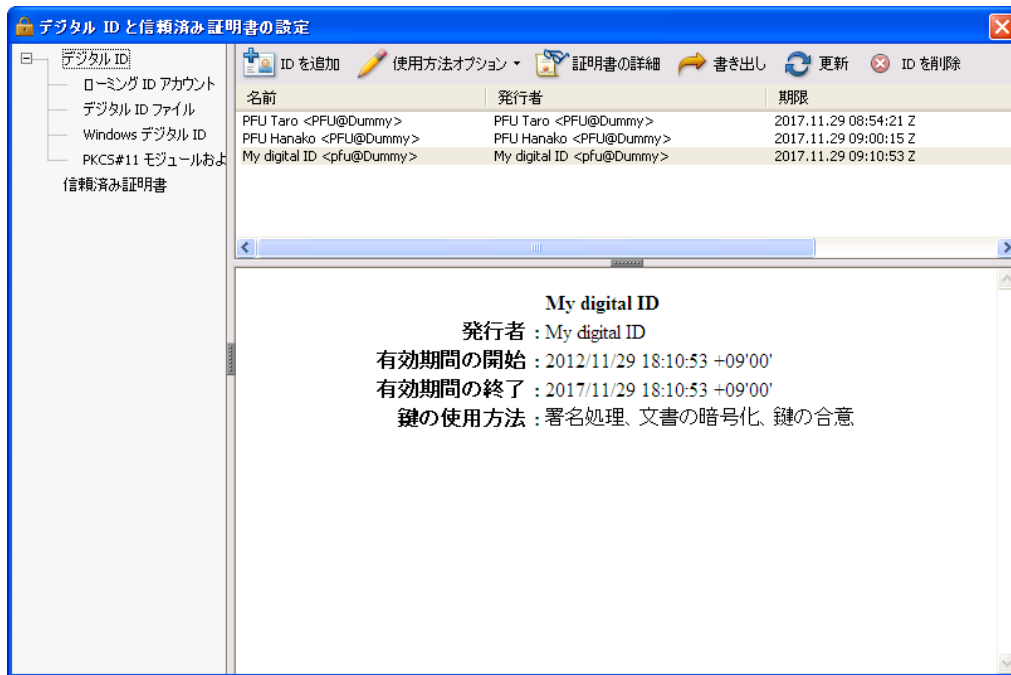 デジタル ID と信頼済み証明書の設定
デジタル ID
ローミング ID アカウント
デジタル ID ファイル
Windows デジタル ID
PKCS#11 モジュールおよ
信頼済み証明書
ID を追加 使用方法オプション 証明書の詳細 書き出し 更新 ID を削除
名前 発行者 期限
PFU Taro <PFU@Dummy> PFU Taro <PFU@Dummy> 2017.11.29 08:54:21 Z
PFU Hanako <PFU@Dummy> PFU Hanako <PFU@Dummy> 2017.11.29 09:00:15 Z
My digital ID <pfu@Dummy> My digital ID <pfu@Dummy> 2017.11.29 09:10:53 Z
My digital ID
発行者 : My digital ID
有効期間の開始 : 2012/11/29 18:10:53 +09'00'
有効期間の終了 : 2017/11/29 18:10:53 +09'00'
鍵の使用方法 : 署名処理、文書の暗号化、鍵の合意